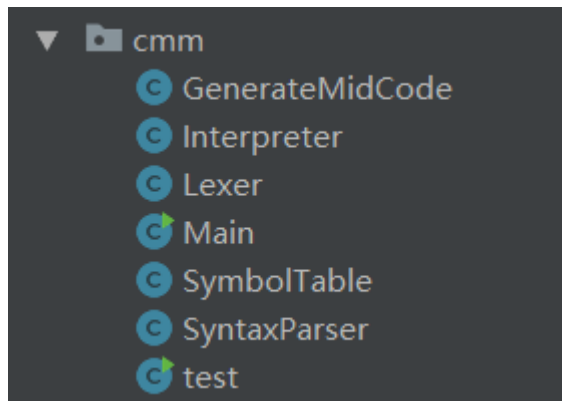 cmm
GenerateMidCode
Interpreter
Lexer
Main
SymbolTable
SyntaxParser
test